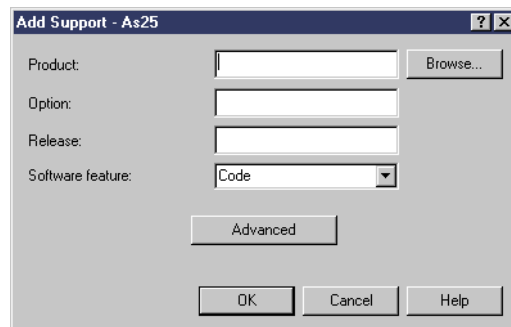 Add Support - As25
Product:
Browse...
Option:
Release:
Software feature:
Code
Advanced
OK
Cancel
Help